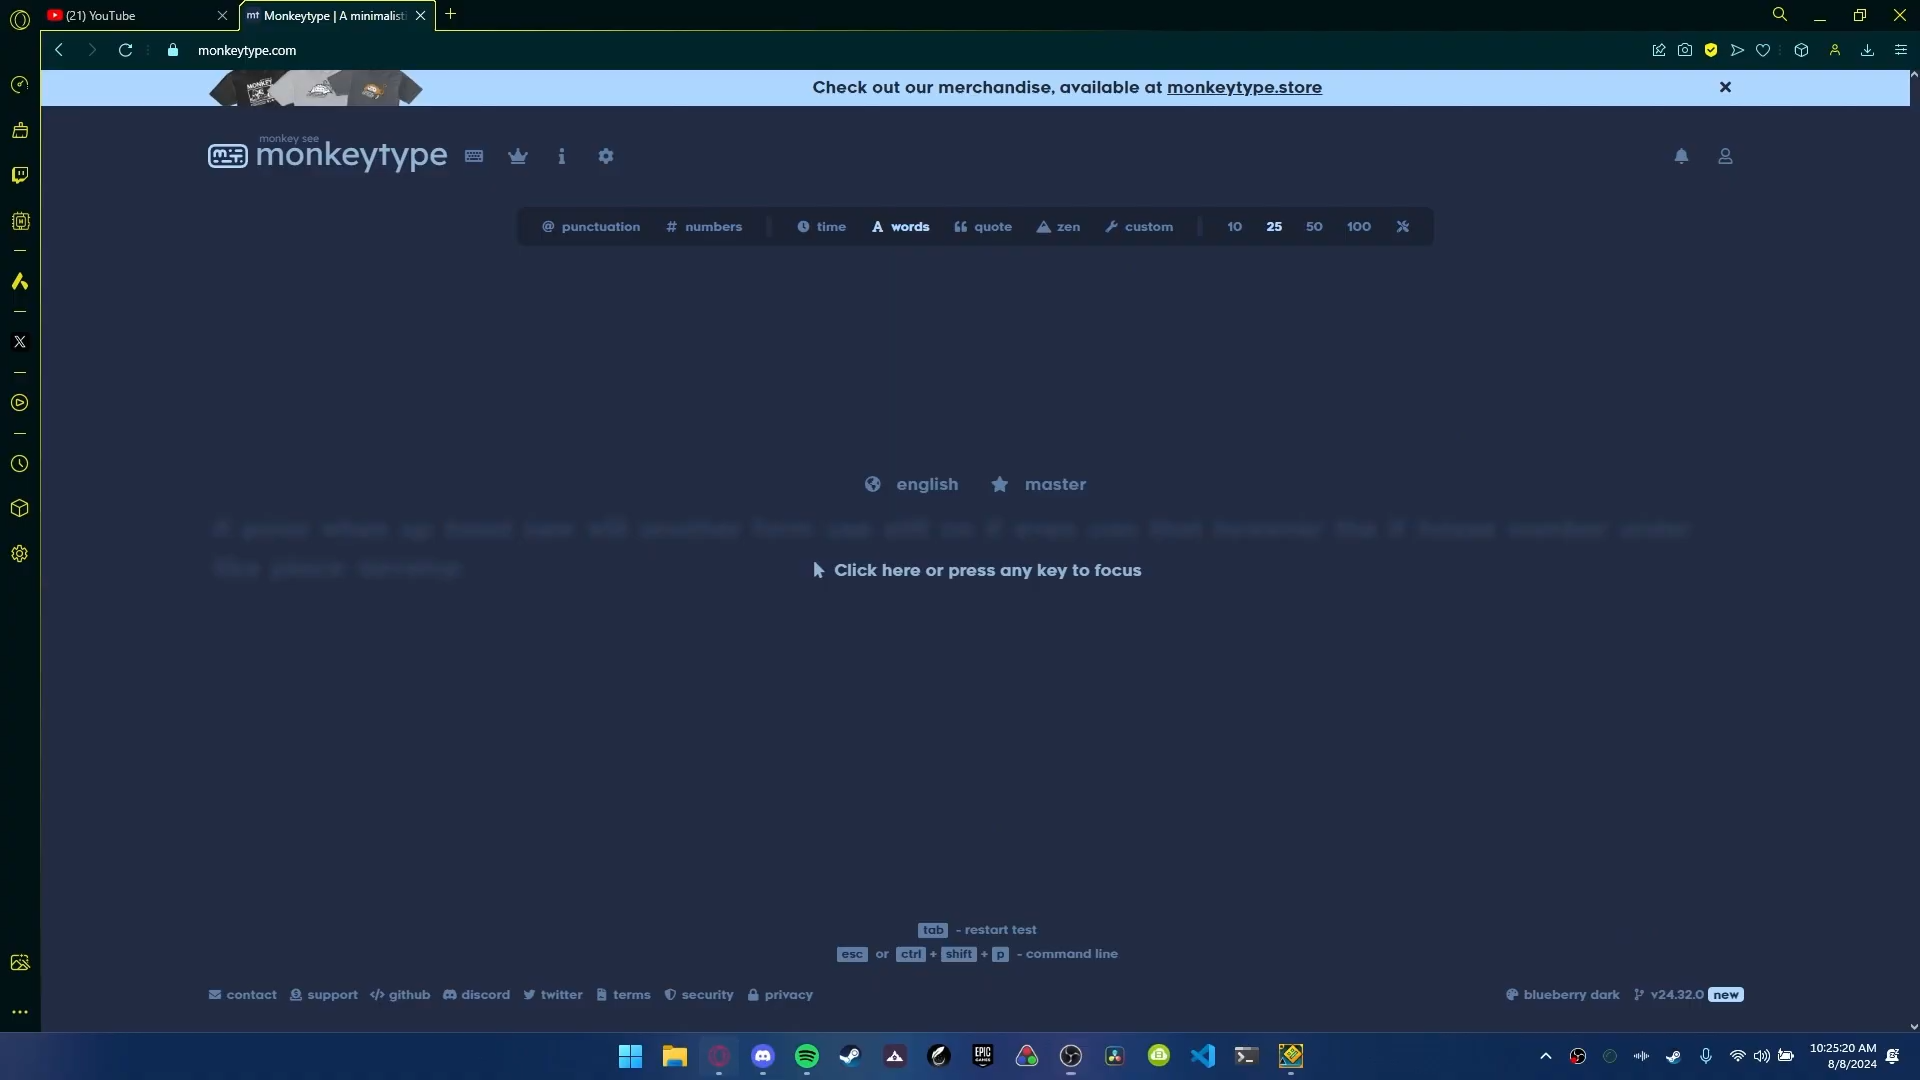 (21) YouTube
Monkeytype | A minimalisti
monkeytype.com
Check out our merchandise, available at monkeytype.store
monkey see
monkeytype
@ punctuation # numbers time A words quote zen custom 10 25 50 100
english master
Click here or press any key to focus
tab - restart test
esc or ctrl + shift + p - command line
contact support </> github discord twitter terms security privacy
blueberry dark v24.32.0 new
10:25:20 AM
8/8/2024